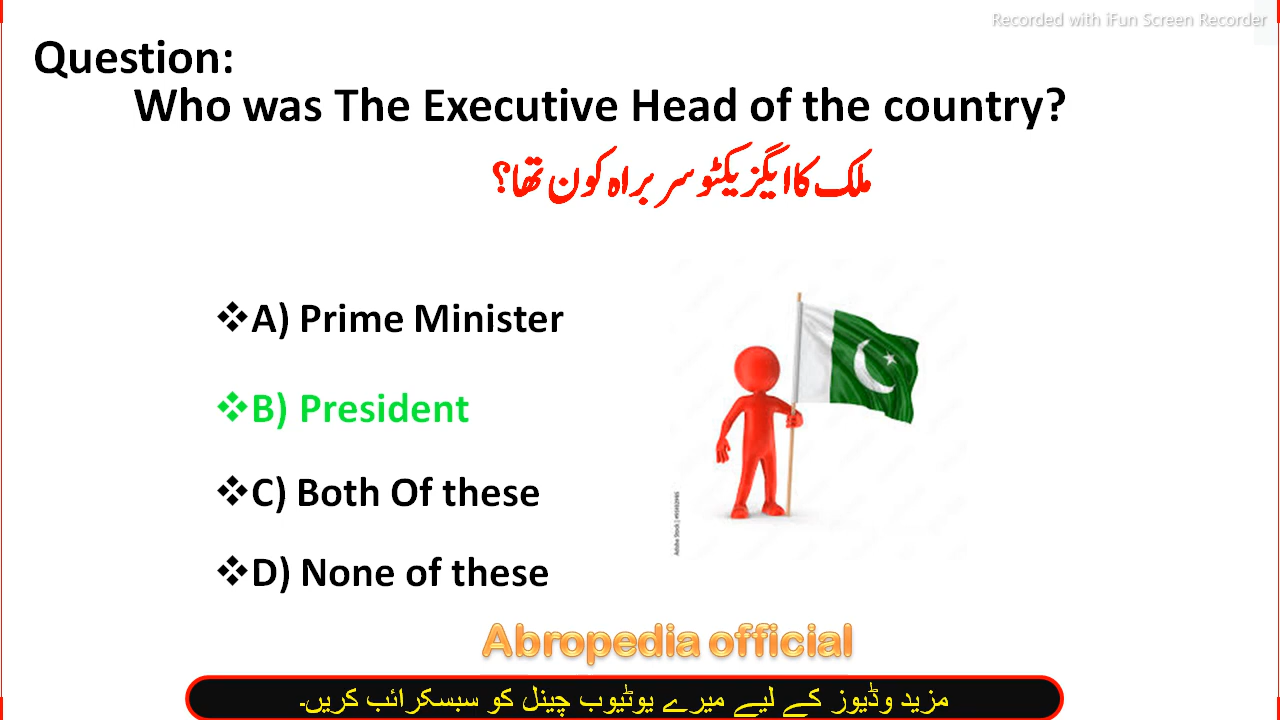 Recorded with iFun Screen Recorder
Question:
Who was The Executive Head of the country?
ملک کا ایگزیکٹو سربراہ کون تھا؟
❖A) Prime Minister
❖B) President
❖C) Both Of these
❖D) None of these
Abropedia official
مزید وڈیوز کے لیے میرے یوٹیوب چینل کو سبسکرائب کریں۔